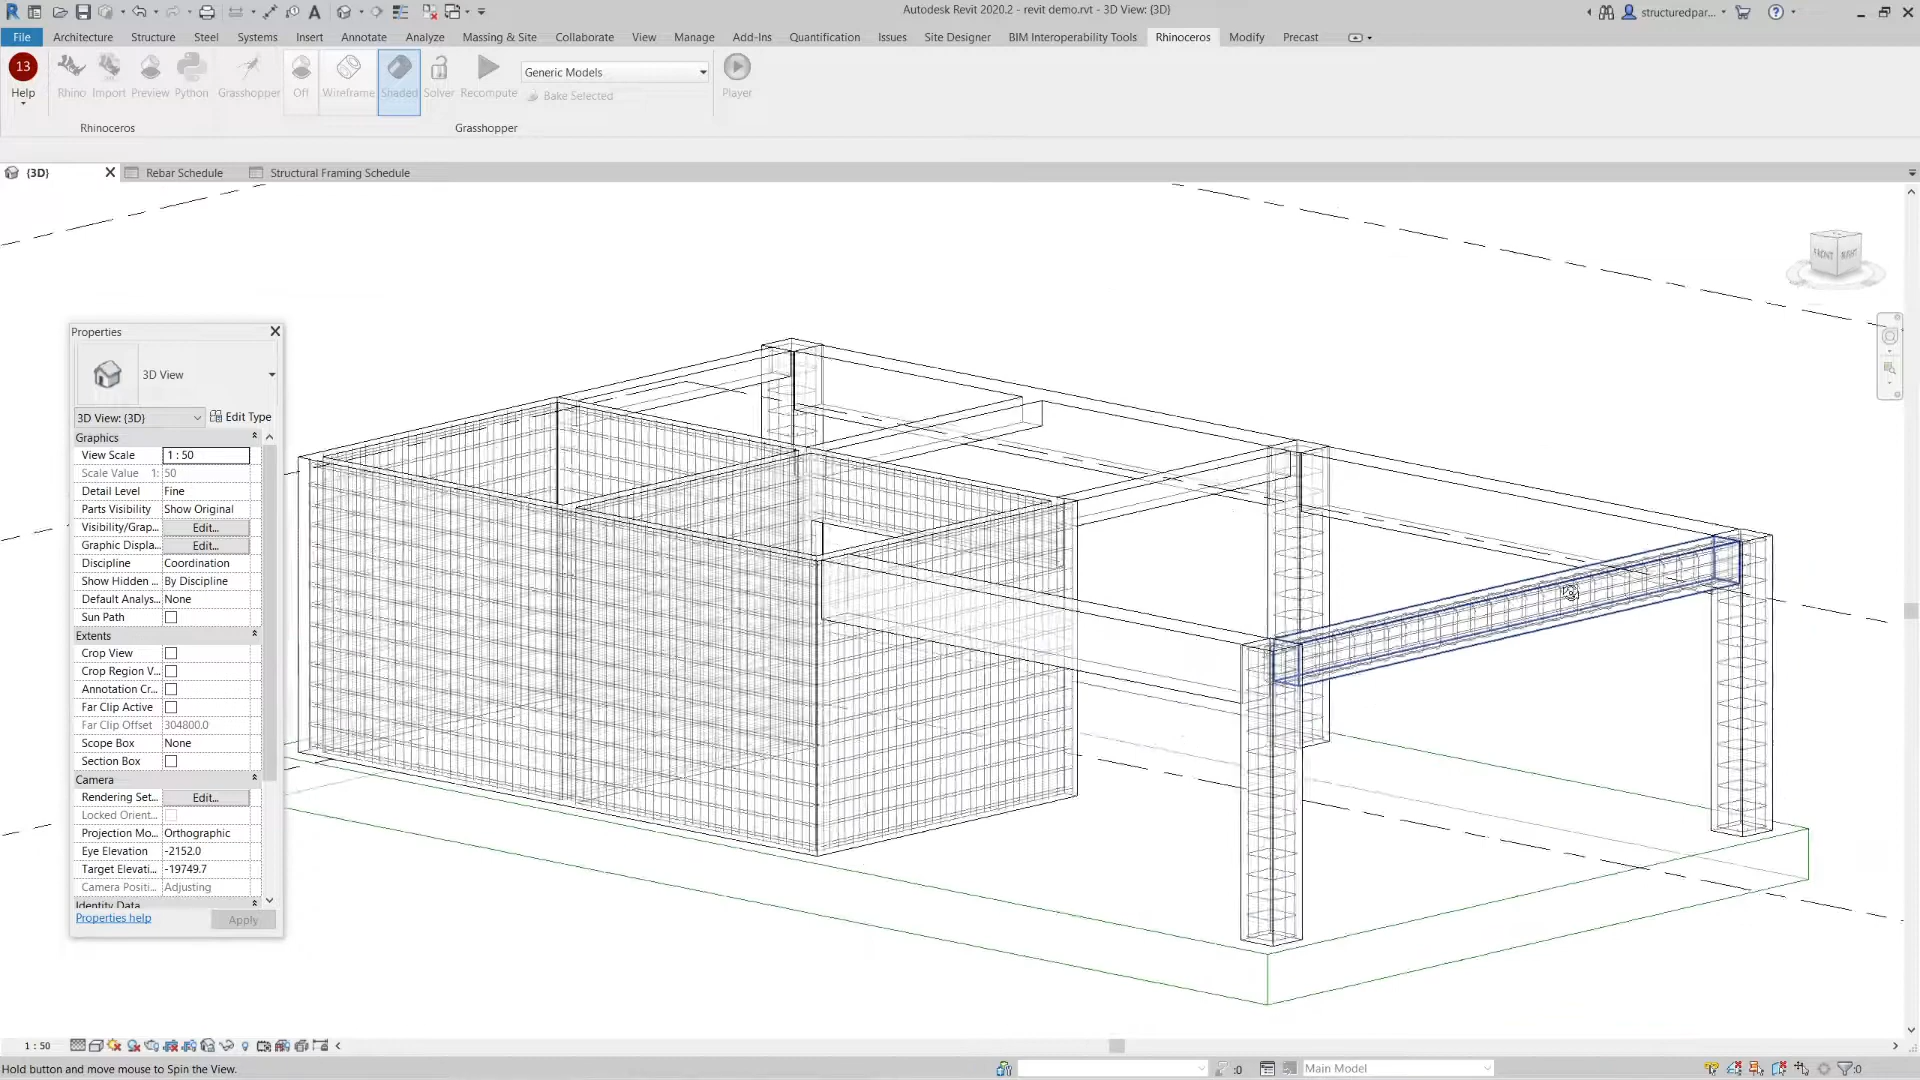 Autodesk Revit 2020.2 - revit demo.rvt - 3D View: {3D}
structuredpar...
File Architecture Structure Steel Systems Insert Annotate Analyze Massing & Site Collaborate View Manage Add-Ins Quantification Issues Site Designer BIM Interoperability Tools Rhinoceros Modify Precast
13
Help Rhino Import Preview Python Grasshopper Off Wireframe Shaded Solver Recompute
Generic Models
Bake Selected
Player
Rhinoceros
Grasshopper
{3D}
Rebar Schedule
Structural Framing Schedule
FRONT
RIGHT
Properties
3D View
3D View: {3D}
Edit Type
Graphics
View Scale 1 : 50
Scale Value 1: 50
Detail Level Fine
Parts Visibility Show Original
Visibility/Grap... Edit...
Graphic Displa... Edit...
Discipline Coordination
Show Hidden ... By Discipline
Default Analys... None
Sun Path
Extents
Crop View
Crop Region V...
Annotation Cr...
Far Clip Active
Far Clip Offset 304800.0
Scope Box None
Section Box
Camera
Rendering Set... Edit...
Locked Orient...
Projection Mo... Orthographic
Eye Elevation -2152.0
Target Elevati... -19749.7
Camera Positi... Adjusting
Identity Data
Properties help
Apply
1 : 50
Hold button and move mouse to Spin the View.
:0
Main Model
:0